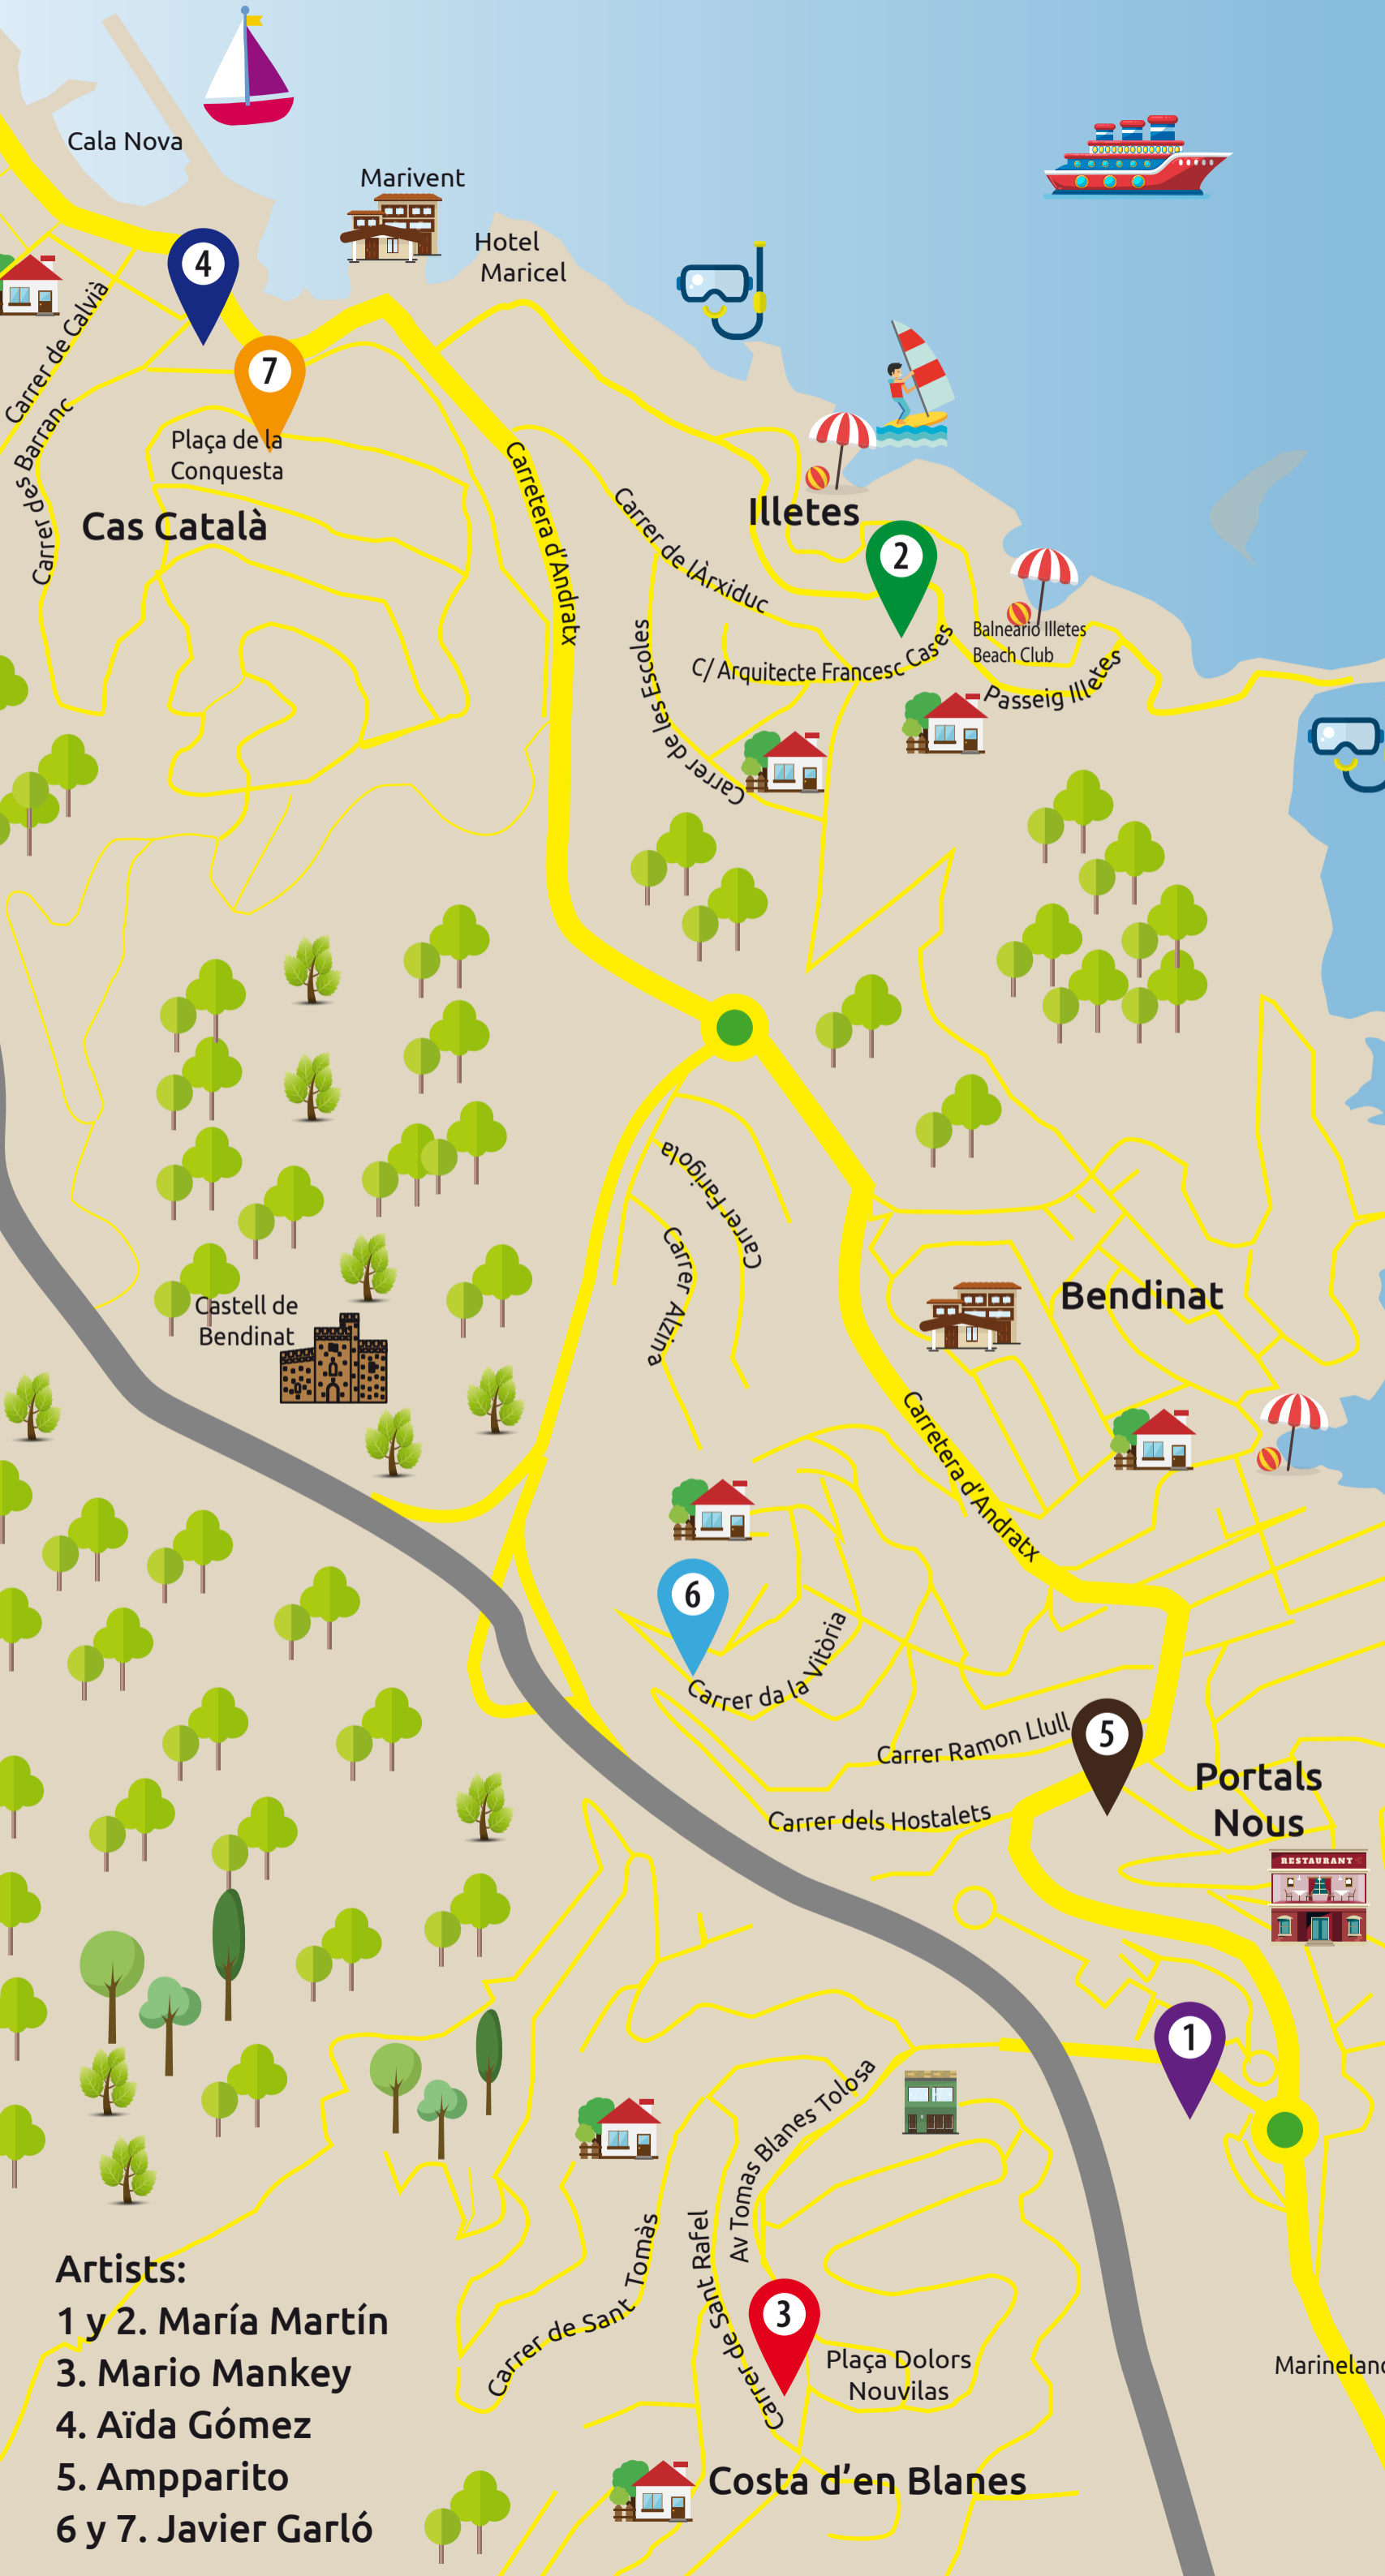 Cala Nova
Marivent
Hotel
Maricel
4
7
Carrer de Calvià
Carrer des Barranc
Plaça de la
Conquesta
Cas Català
Carretera d'Andratx
Carrer de lÀrxiduc
Illetes
2
Carrer de les Escoles
C/ Arquitecte Francesc Cases
Balneario Illetes
Beach Club
Passeig Illetes
Carrer Farigola
Carrer Alzina
Castell de
Bendinat
Bendinat
Carretera d'Andratx
6
Carrer da la Vitòria
Carrer Ramon Llull
5
Carrer dels Hostalets
Portals
Nous
RESTAURANT
1
Av Tomas Blanes Tolosa
Carrer de Sant Tomàs
Carrer de Sant Rafel
3
Plaça Dolors
Nouvilas
Marineland
Costa d'en Blanes
Artists:
1 y 2. María Martín
3. Mario Mankey
4. Aïda Gómez
5. Ampparito
6 y 7. Javier Garló